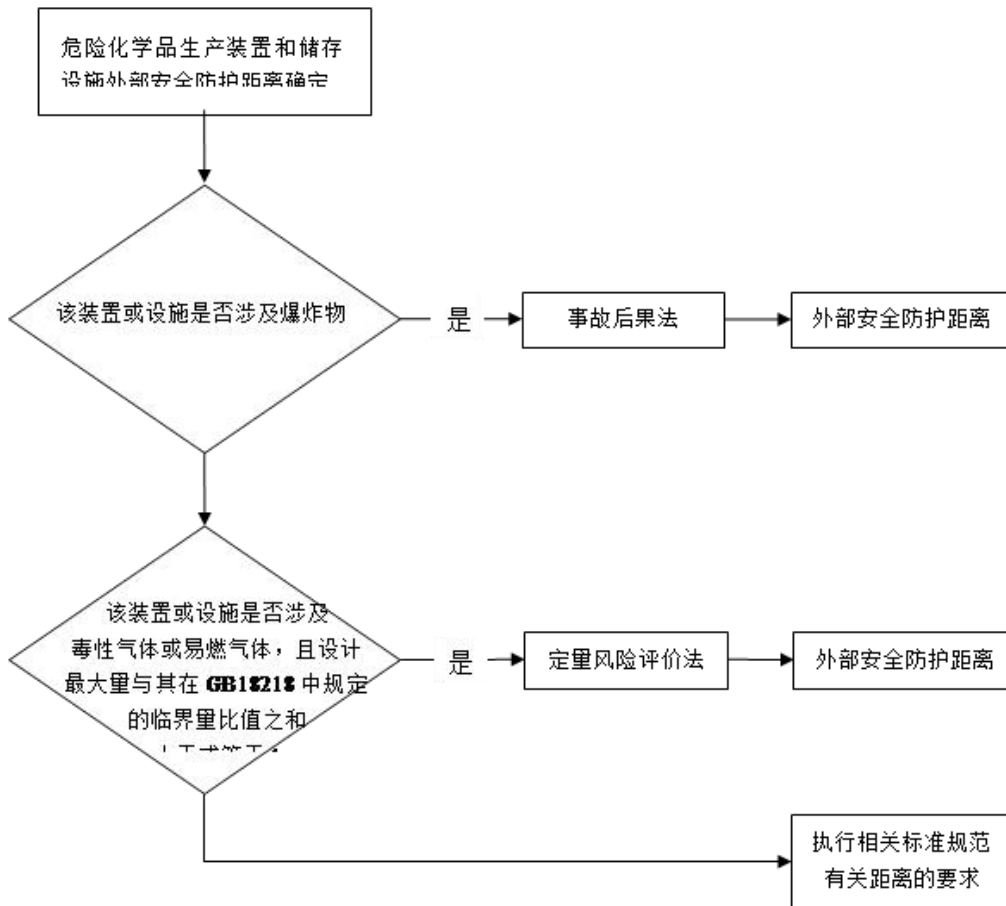 危险化学品生产装置和储存
设施外部安全防护距离确定
该装置或设施是否涉及爆炸物
是
事故后果法
外部安全防护距离
该装置或设施是否涉及
毒性气体或易燃气体，且设计
最大量与其在 GB18218 中规定
的临界量比值之和
是
定量风险评价法
外部安全防护距离
执行相关标准规范
有关距离的要求